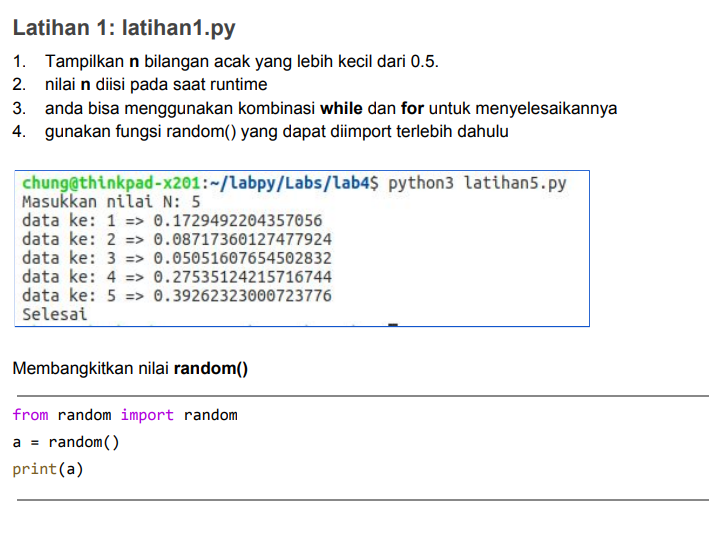 Latihan 1: latihan1.py
1. Tampilkan n bilangan acak yang lebih kecil dari 0.5.
2. nilai n diisi pada saat runtime
3. anda bisa menggunakan kombinasi while dan for untuk menyelesaikannya
4. gunakan fungsi random() yang dapat diimport terlebih dahulu
chung@thinkpad-x201:~/labpy/Labs/lab4$ python3 latihan5.py
Masukkan nilai N: 5
data ke: 1 => 0.1729492204357056
data ke: 2 => 0.08717360127477924
data ke: 3 => 0.05051607654502832
data ke: 4 => 0.27535124215716744
data ke: 5 => 0.39262323000723776
Selesai
Membangkitkan nilai random()
from random import random
a = random()
print(a)